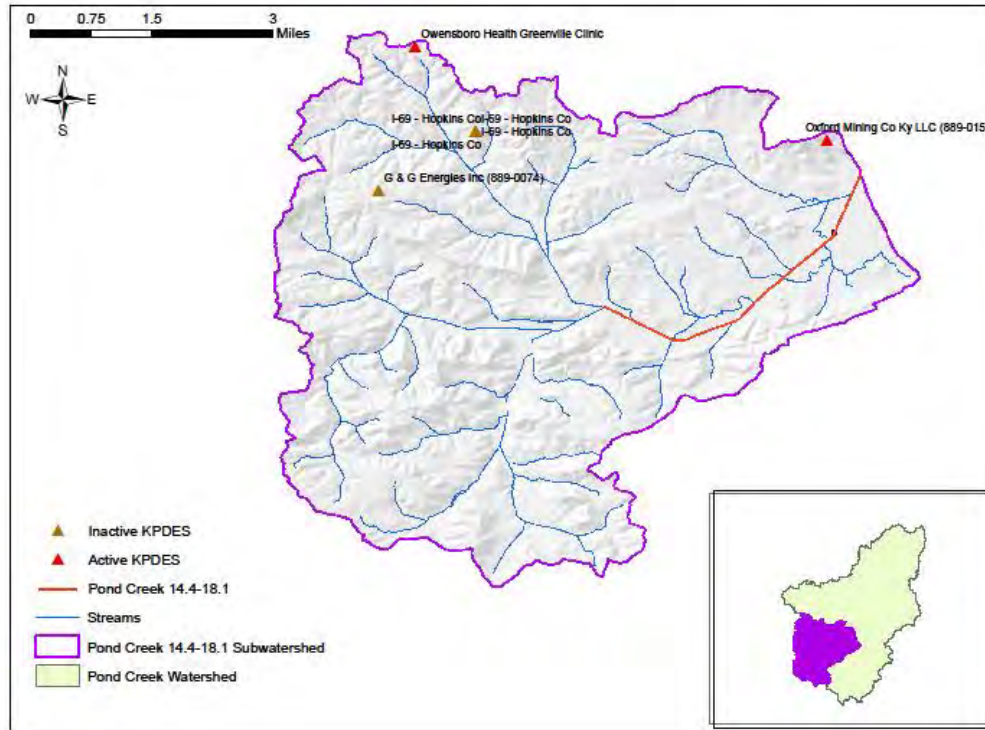 0 0.75 1.5 3
Miles
N
W E
S
Owensboro Health Greenville Clinic
I-69 - Hopkins Co I-69 - Hopkins Co
I-69 - Hopkins Co
I-69 - Hopkins Co
Oxford Mining Co Ky LLC (889-015
G & G Energies Inc (889-0074)
Inactive KPDES
Active KPDES
Pond Creek 14.4-18.1
Streams
Pond Creek 14.4-18.1 Subwatershed
Pond Creek Watershed